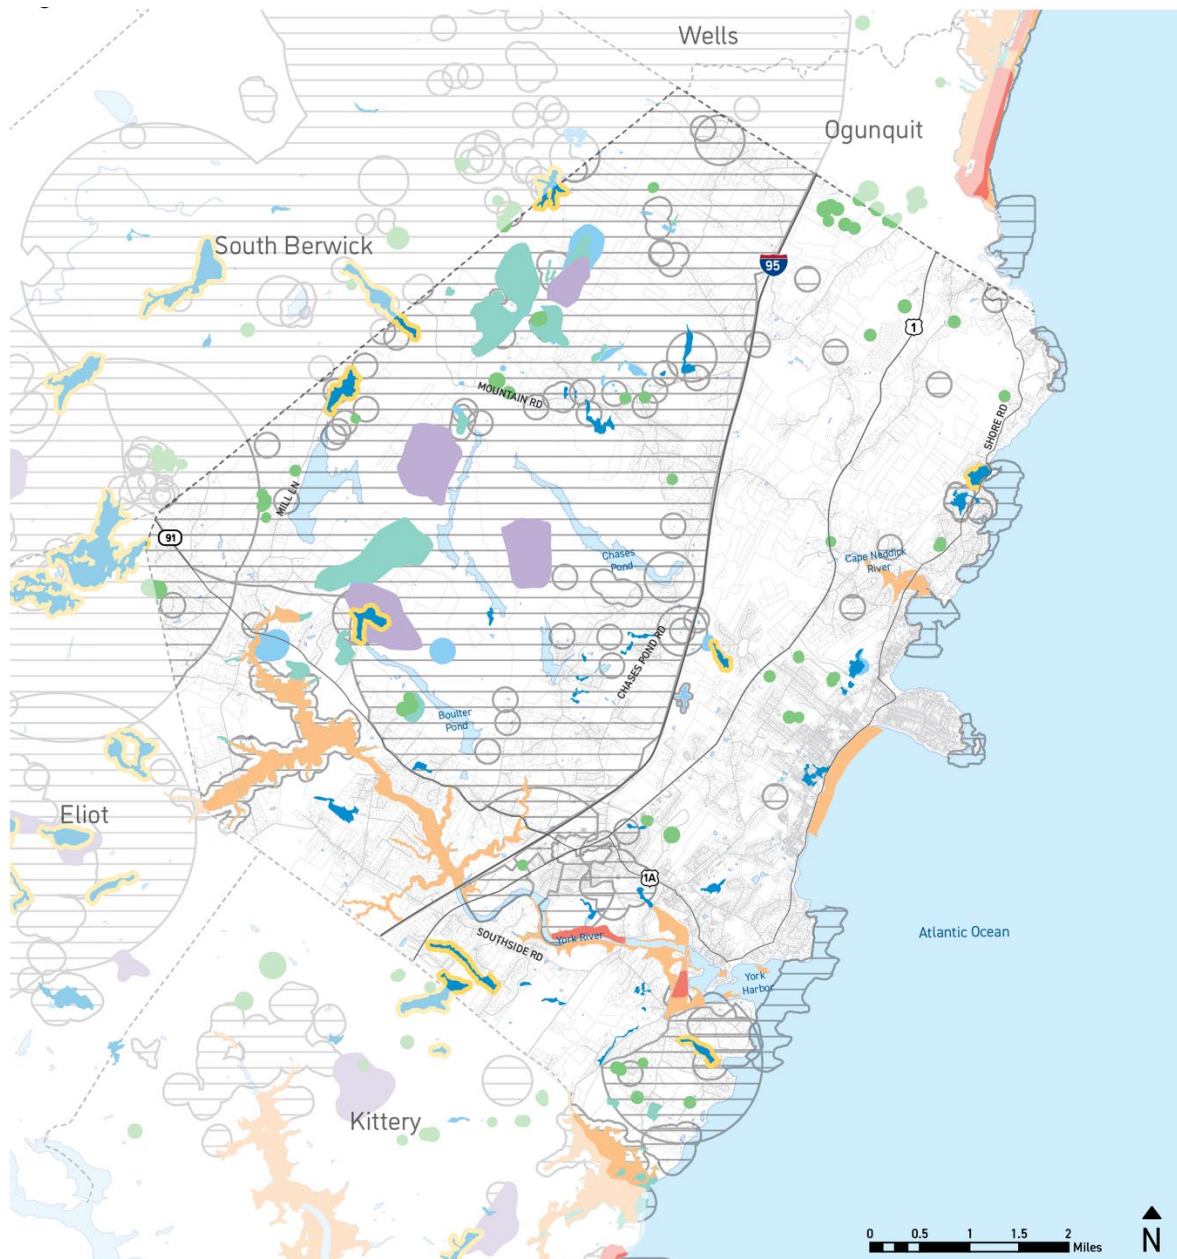 Wells
Ogunquit
South Berwick
95
1
MOUNTAIN RD
SHORE RD
MILL LN
91
Chases
Pond
Cape Neddick
River
CHASES POND RD
Boulter
Pond
Eliot
1A
SOUTHSIDE RD
York River
Atlantic Ocean
York
Harbor
Kittery
0 0.5 1 1.5 2
Miles
N